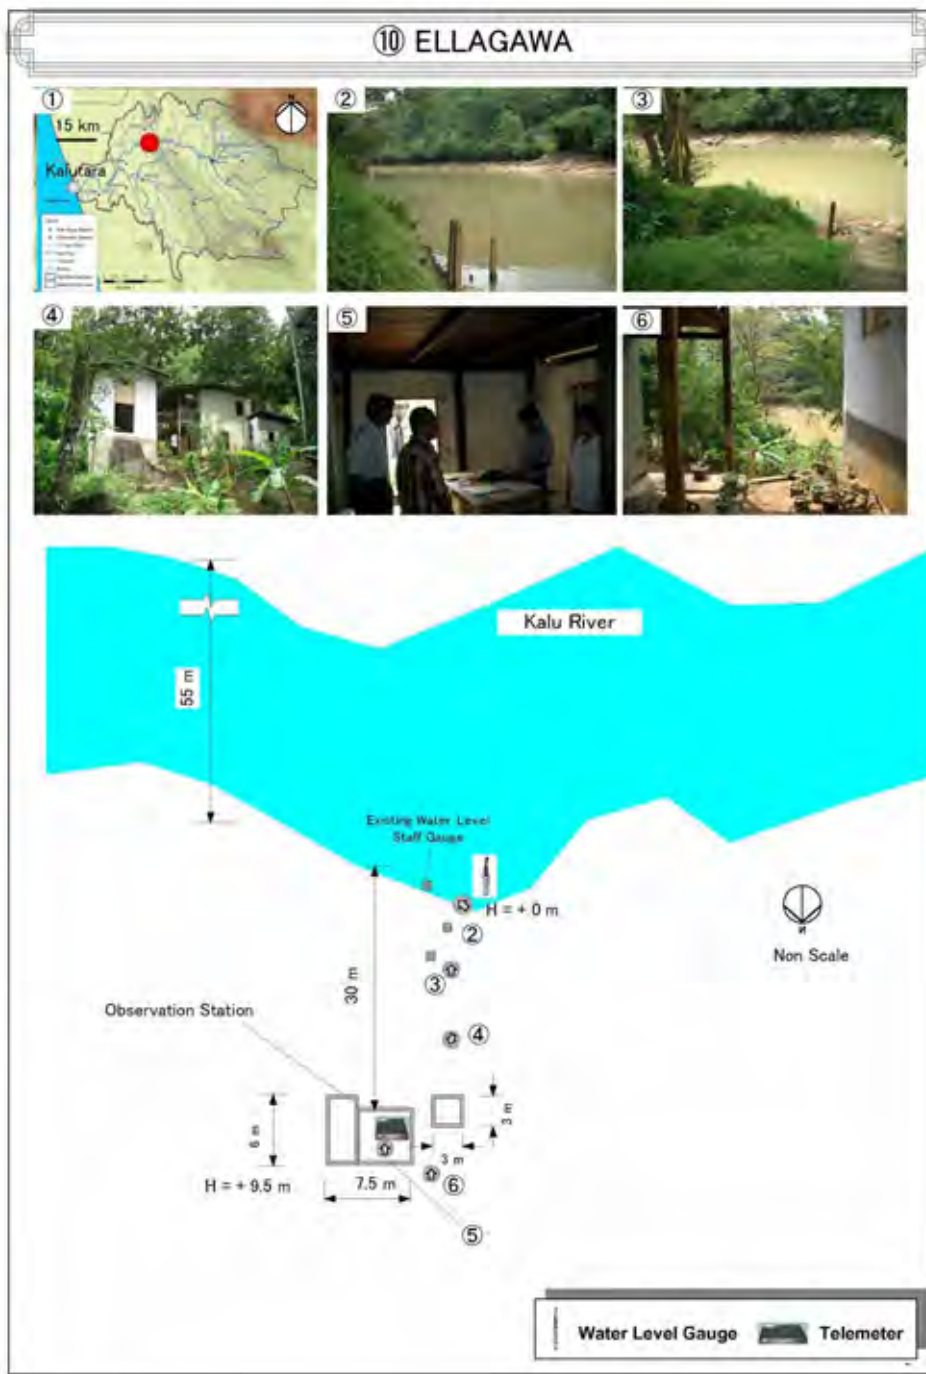 ⑩ ELLAGAWA
①
N
15 km
Kalutara
②
③
④
⑤
⑥
Kalu River
55 m
Existing Water Level
Staff Gauge
H = + 0 m
②
N
Non Scale
③
30 m
Observation Station
④
6 m
3 m
3 m
H = + 9.5 m
7.5 m
⑥
⑤
Water Level Gauge
Telemeter